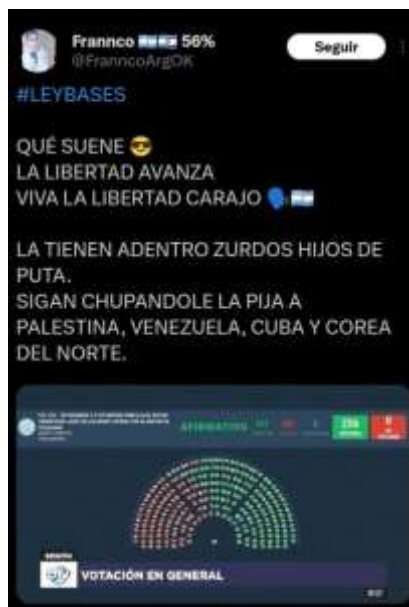 Frannco 56%
@FranncoArgOK
Seguir
#LEYBASES
QUÉ SUENE
LA LIBERTAD AVANZA
VIVA LA LIBERTAD CARAJO
LA TIENEN ADENTRO ZURDOS HIJOS DE
PUTA.
SIGAN CHUPANDOLE LA PIJA A
PALESTINA, VENEZUELA, CUBA Y COREA
DEL NORTE.
AFIRMATIVO
VOTACIÓN EN GENERAL